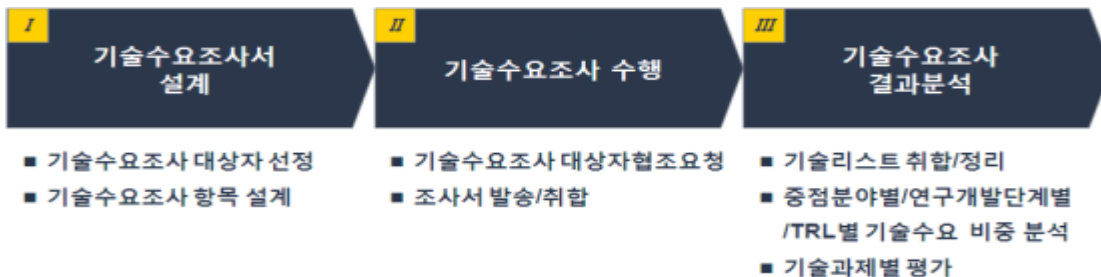 I
기술수요조사서
설계
■ 기술수요조사 대상자 선정
■ 기술수요조사 항목 설계
II
기술수요조사 수행
■ 기술수요조사 대상자협조요청
■ 조사서 발송/취합
III
기술수요조사
결과분석
■ 기술리스트 취합/정리
■ 중점분야별/연구개발단계별
/TRL별 기술수요 비중 분석
■ 기술과제별 평가